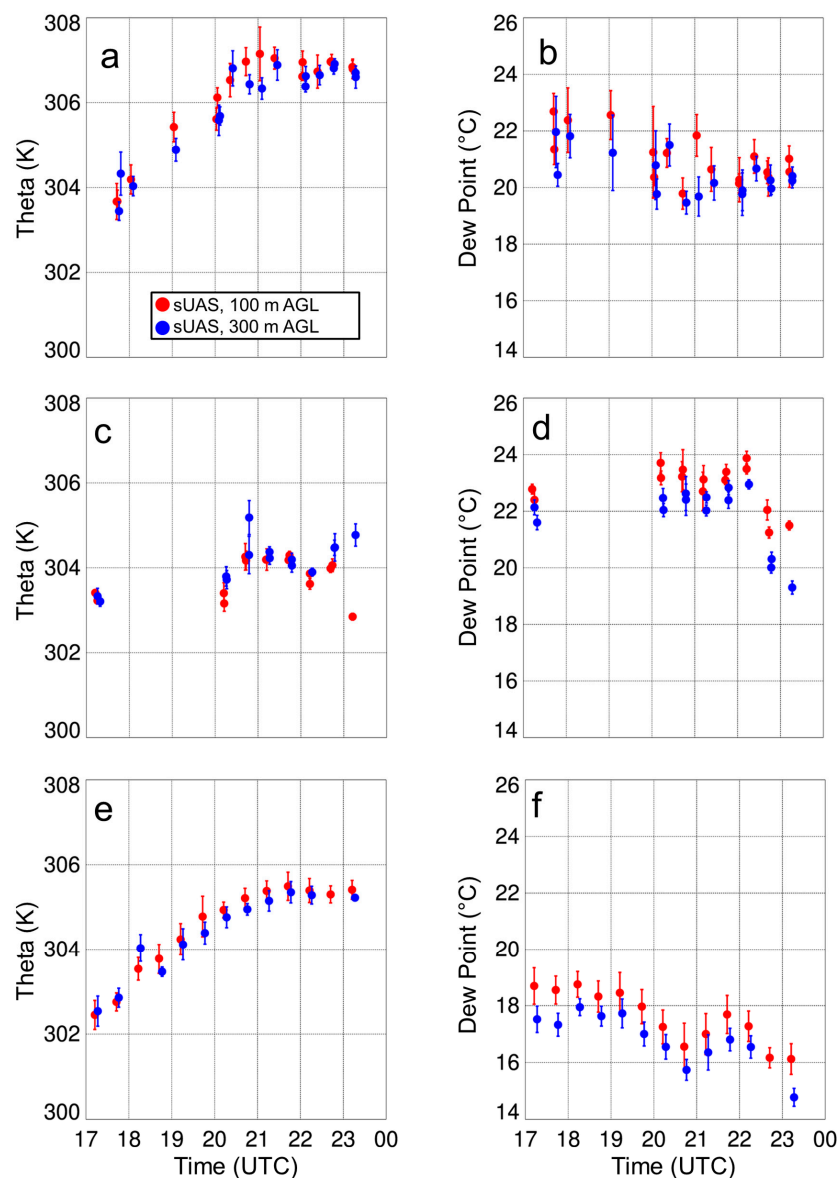 a
308
306
304
302
300
Theta (K)
sUAS, 100 m AGL
sUAS, 300 m AGL
b
26
24
22
20
18
16
14
Dew Point (°C)
c
308
306
304
302
300
Theta (K)
d
26
24
22
20
18
16
14
Dew Point (°C)
e
308
306
304
302
300
Theta (K)
17 18 19 20 21 22 23 00
Time (UTC)
f
26
24
22
20
18
16
14
Dew Point (°C)
17 18 19 20 21 22 23 00
Time (UTC)